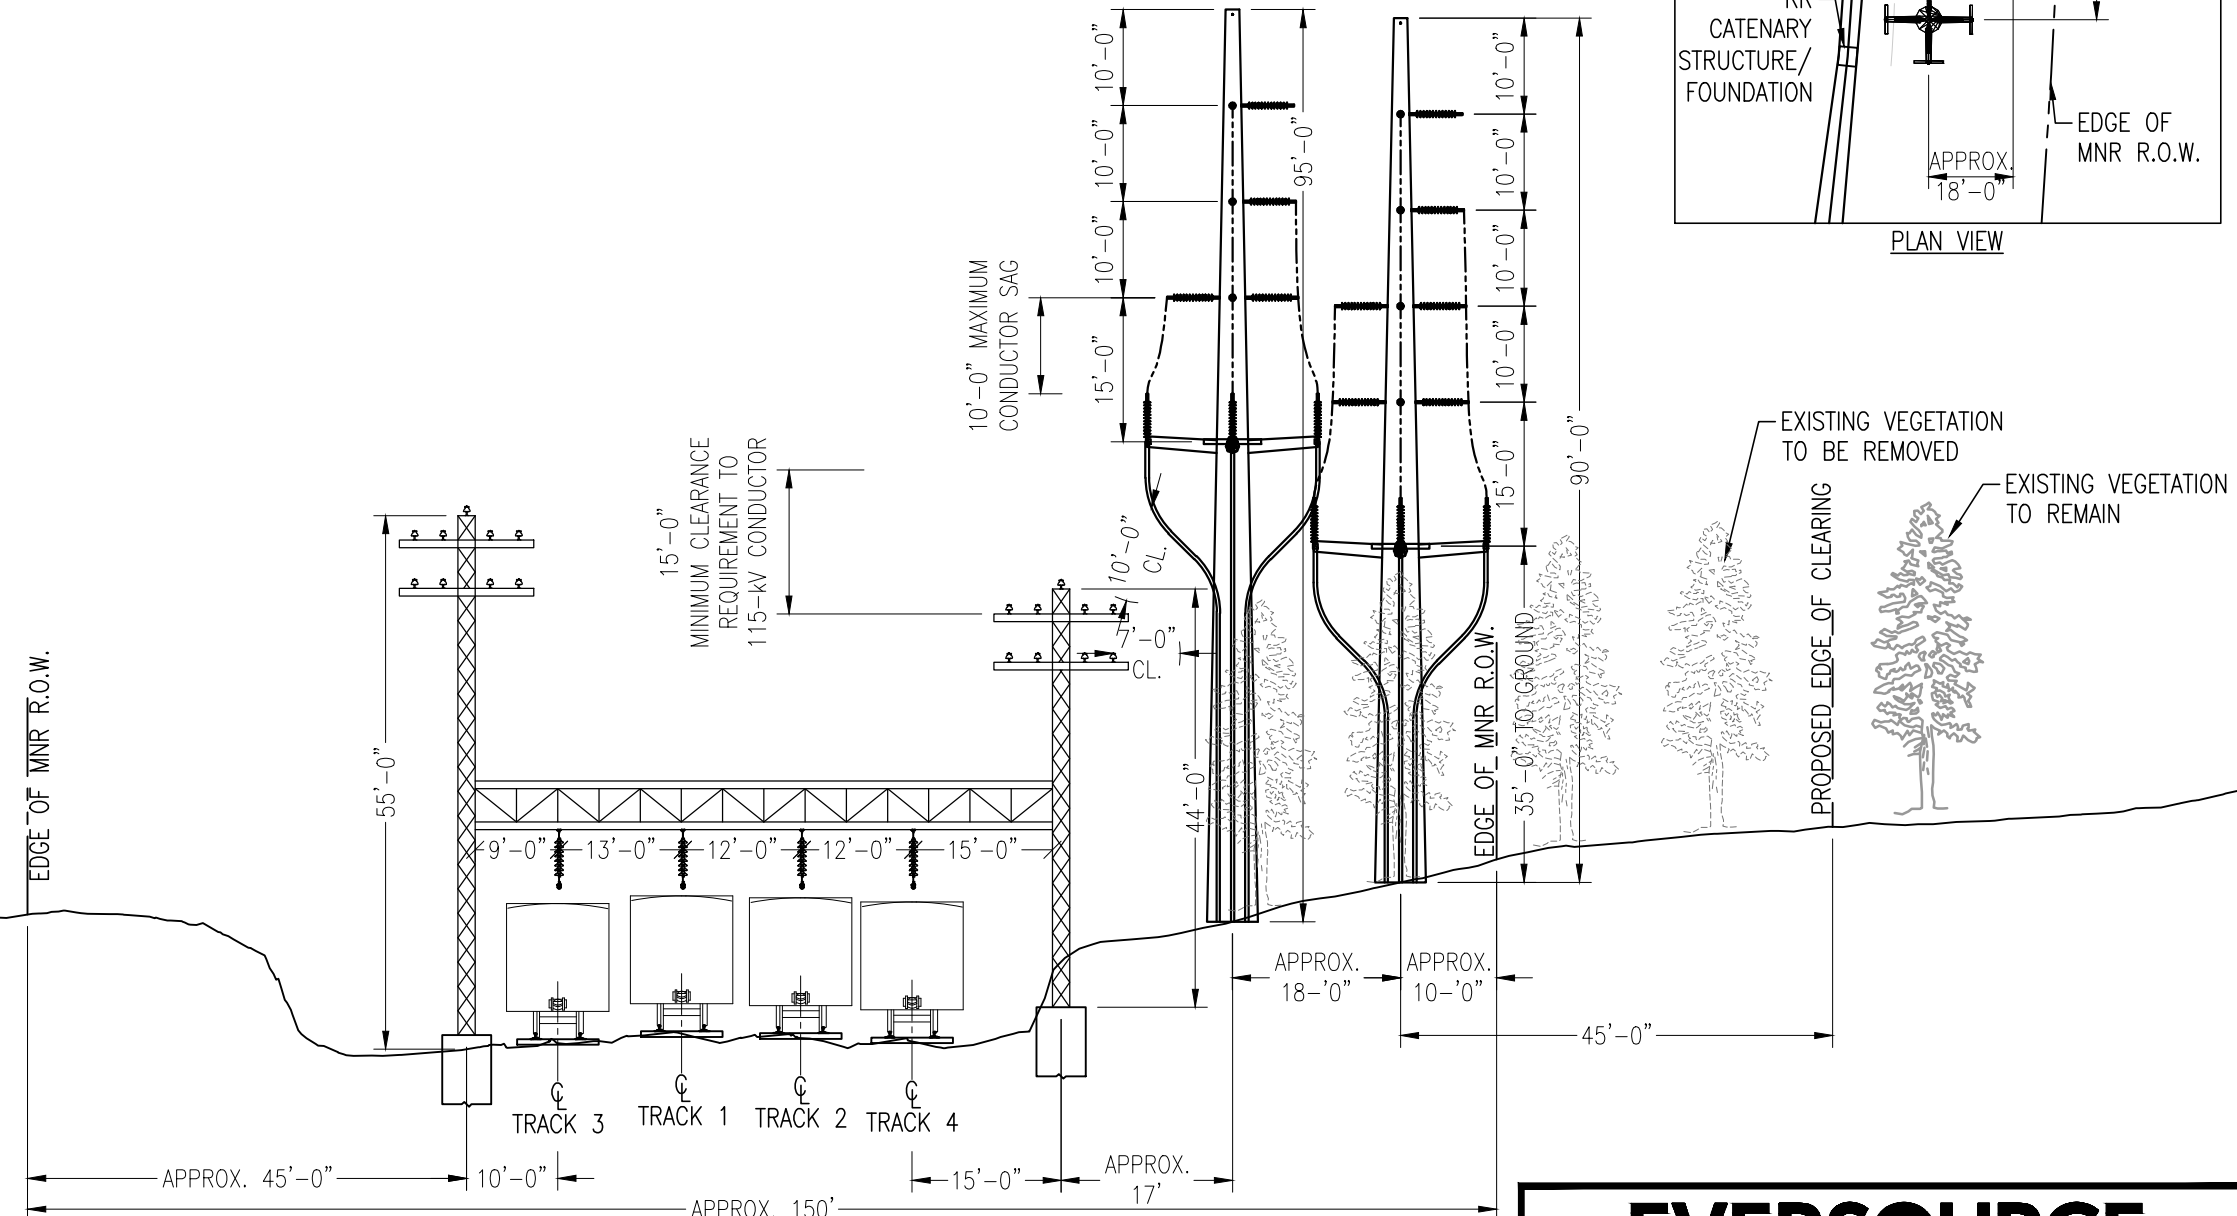 RR
CATENARY
STRUCTURE/
FOUNDATION
EDGE OF
MNR R.O.W.
APPROX.
18'-0"
PLAN VIEW
10'-0"
10'-0"
10'-0"
15'-0"
95'-0"
10'-0"
10'-0"
10'-0"
10'-0"
15'-0"
90'-0"
10'-0" MAXIMUM
CONDUCTOR SAG
15'-0"
MINIMUM CLEARANCE
REQUIREMENT TO
115-kV CONDUCTOR
EXISTING VEGETATION
TO BE REMOVED
EXISTING VEGETATION
TO REMAIN
10'-0"
CL.
7'-0"
CL.
EDGE OF MNR R.O.W.
55'-0"
44'-0"
EDGE OF MNR R.O.W.
35'-0" TO GROUND
PROPOSED EDGE OF CLEARING
9'-0"
13'-0"
12'-0"
12'-0"
15'-0"
APPROX.
18-'0"
APPROX.
10-'0"
45'-0"
℄
TRACK 3
℄
TRACK 1
℄
TRACK 2
℄
TRACK 4
APPROX. 45'-0"
10'-0"
15'-0"
APPROX.
17'
APPROX. 150'
EVERSOURCE